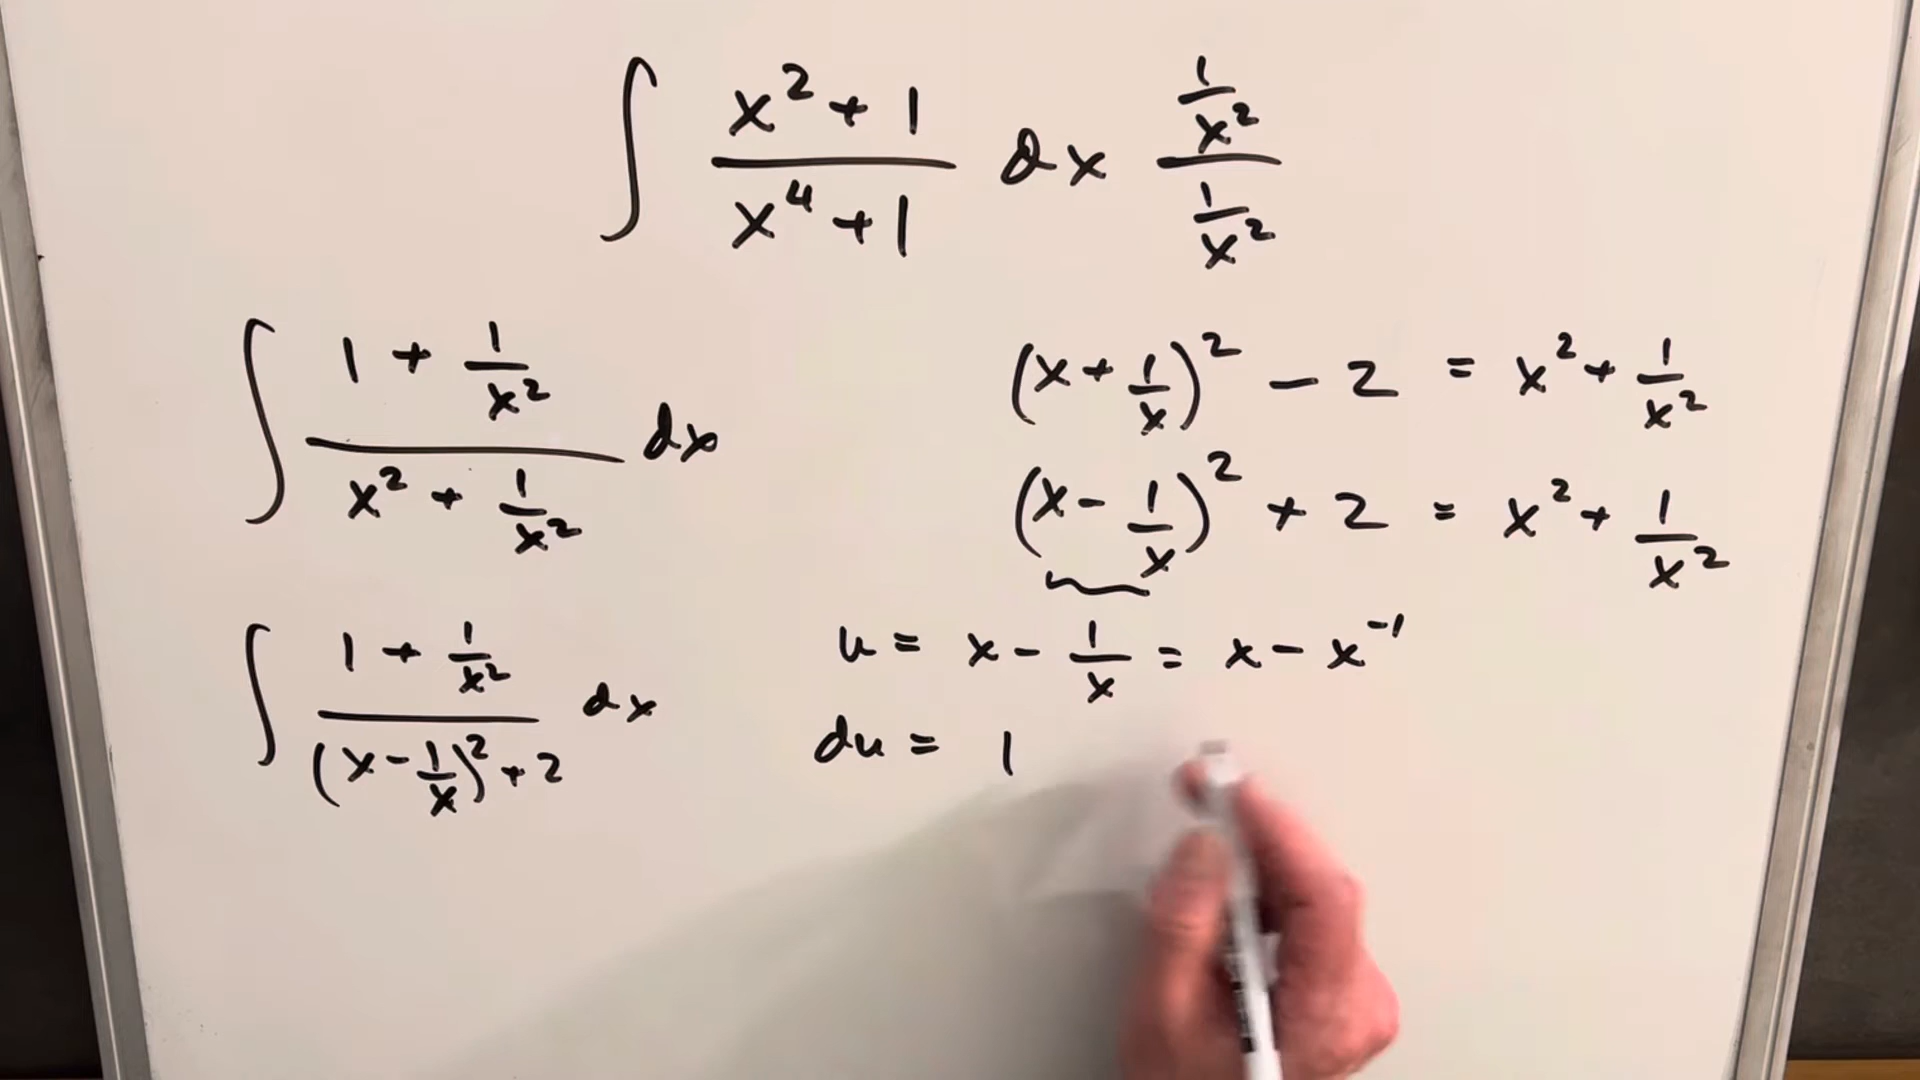 ∫ (x² + 1)/(x⁴ + 1) dx (1/x²)/(1/x²)
∫ (1 + 1/x²)/(x² + 1/x²) dx
(x + 1/x)² − 2 = x² + 1/x²
(x − 1/x)² + 2 = x² + 1/x²
∫ (1 + 1/x²)/((x − 1/x)² + 2) dx
u = x − 1/x = x − x⁻¹
du = 1